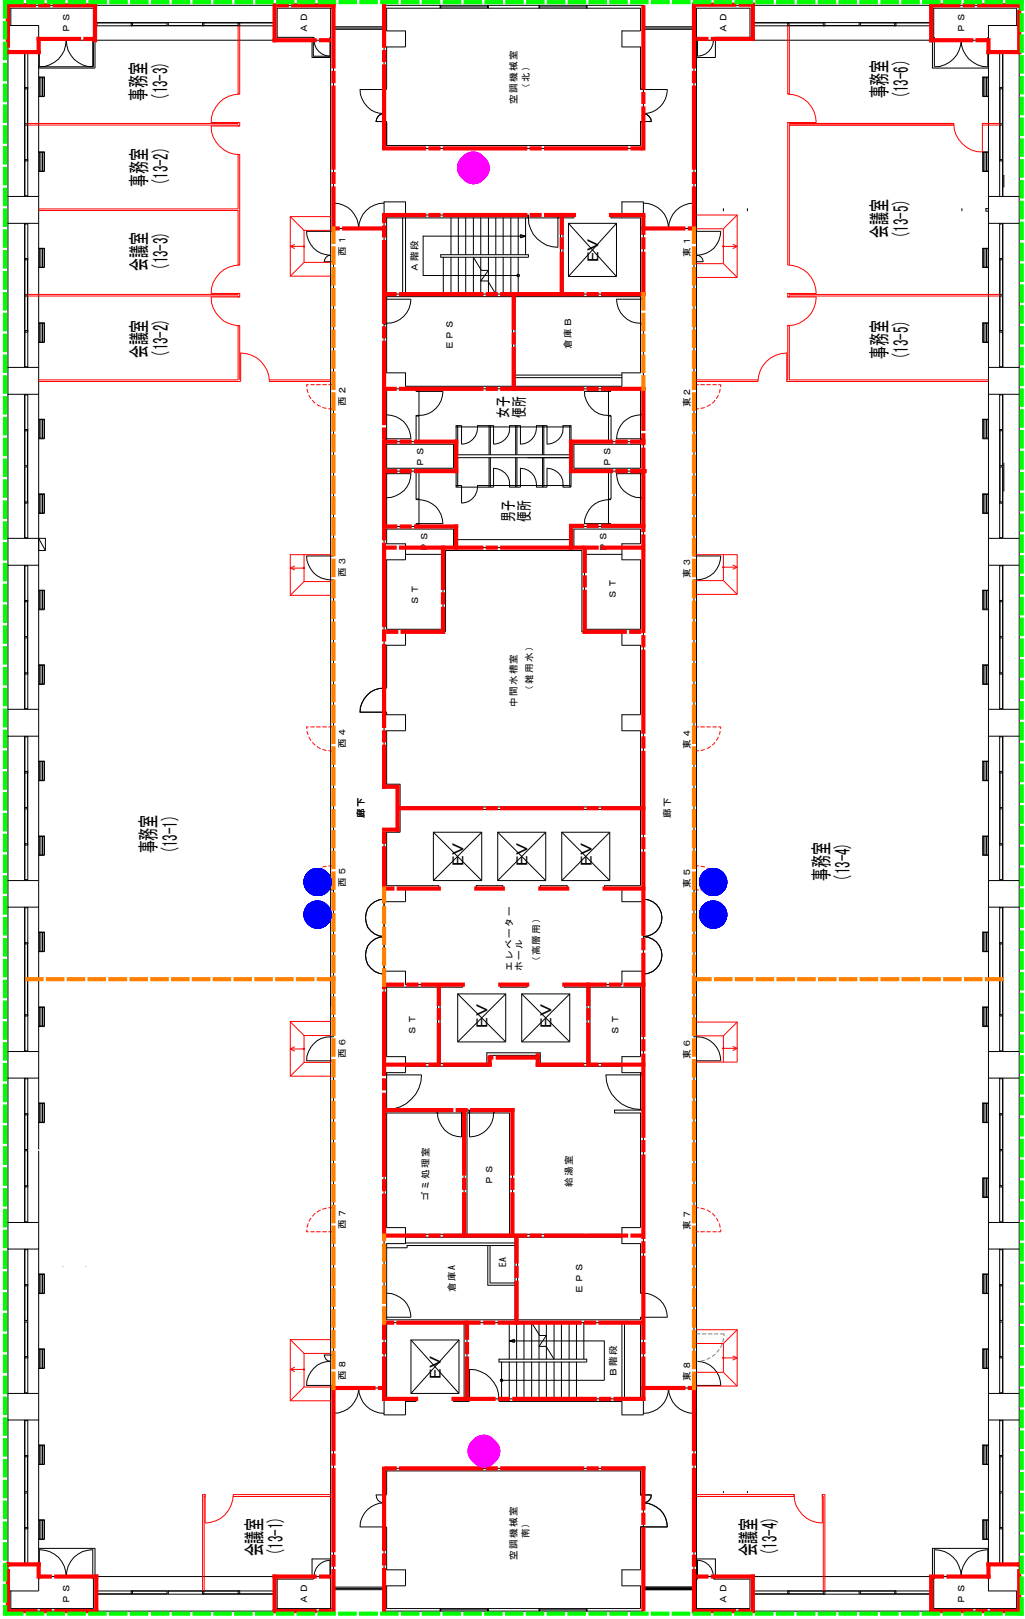 PS
AD
空調機械室
（北）
AD
PS
事務室
(13-3)
事務室
(13-6)
事務室
(13-2)
会議室
(13-5)
会議室
(13-3)
西1
A階段
EV
東1
会議室
(13-2)
EPS
倉庫B
事務室
(13-5)
西2
女子
便所
東2
PS
PS
男子
便所
PS
PS
西3
ST
ST
東3
中間水槽室
（雑用水）
西4
東4
廊下
廊下
事務室
(13-1)
EV
EV
EV
事務室
(13-4)
西5
東5
エレベーター
ホール
（高層用）
ST
EV
EV
ST
西6
東6
ゴミ処理室
PS
給湯室
西7
東7
倉庫A
EA
EPS
西8
EV
B階段
東8
会議室
(13-1)
空調機械室
南）
会議室
(13-4)
PS
AD
AD
PS